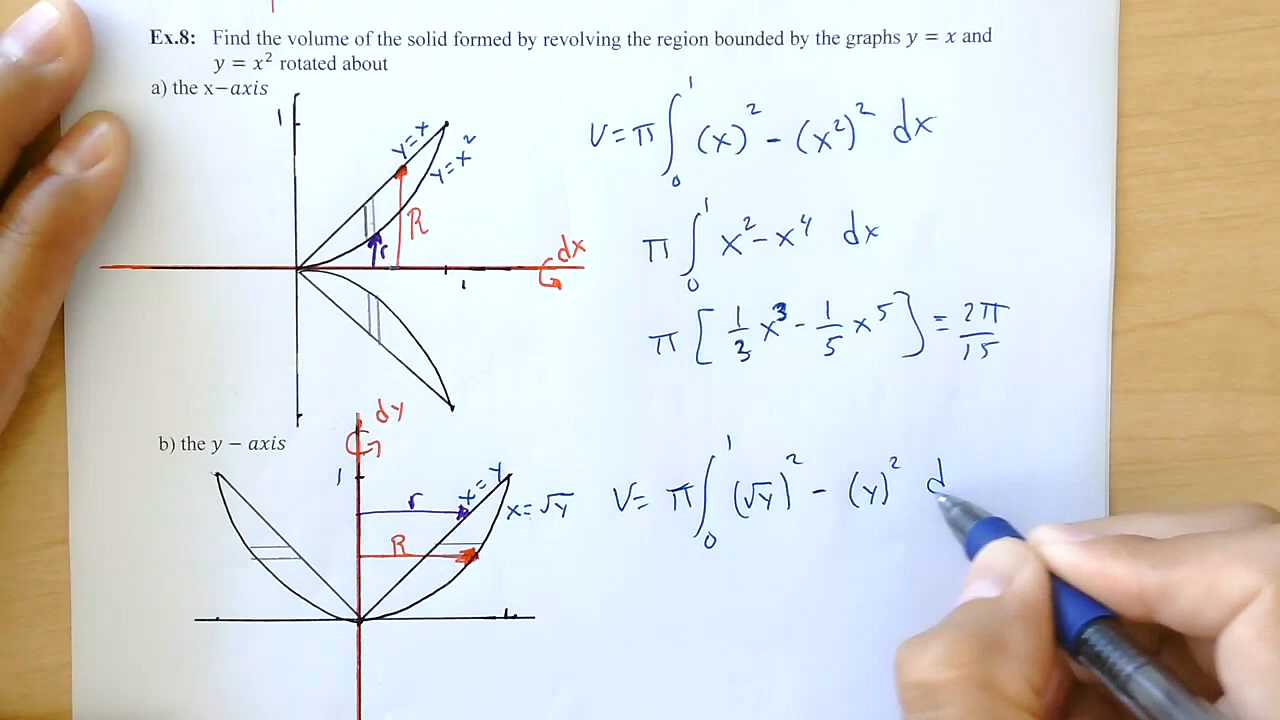 Ex.8: Find the volume of the solid formed by revolving the region bounded by the graphs y = x and
y = x² rotated about
a) the x−axis
1
y=x
y=x²
R
r
dx
1
V=π∫₀¹ (x)² - (x²)² dx
π∫₀¹ x²-x⁴ dx
π[1/3 x³ - 1/5 x⁵] = 2π/15
b) the y − axis
dy
1
r
x=y
x=√y
R
1
V= π∫₀¹ (√y)² - (y)² d